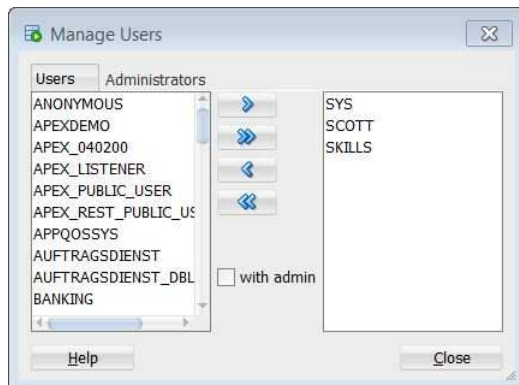 Manage Users
Users Administrators
ANONYMOUS
APEXDEMO
APEX_040200
APEX_LISTENER
APEX_PUBLIC_USER
APEX_REST_PUBLIC_US
APPQOSSYS
AUFTRAGSDIENST
AUFTRAGSDIENST_DBL
BANKING
with admin
SYS
SCOTT
SKILLS
Help
Close